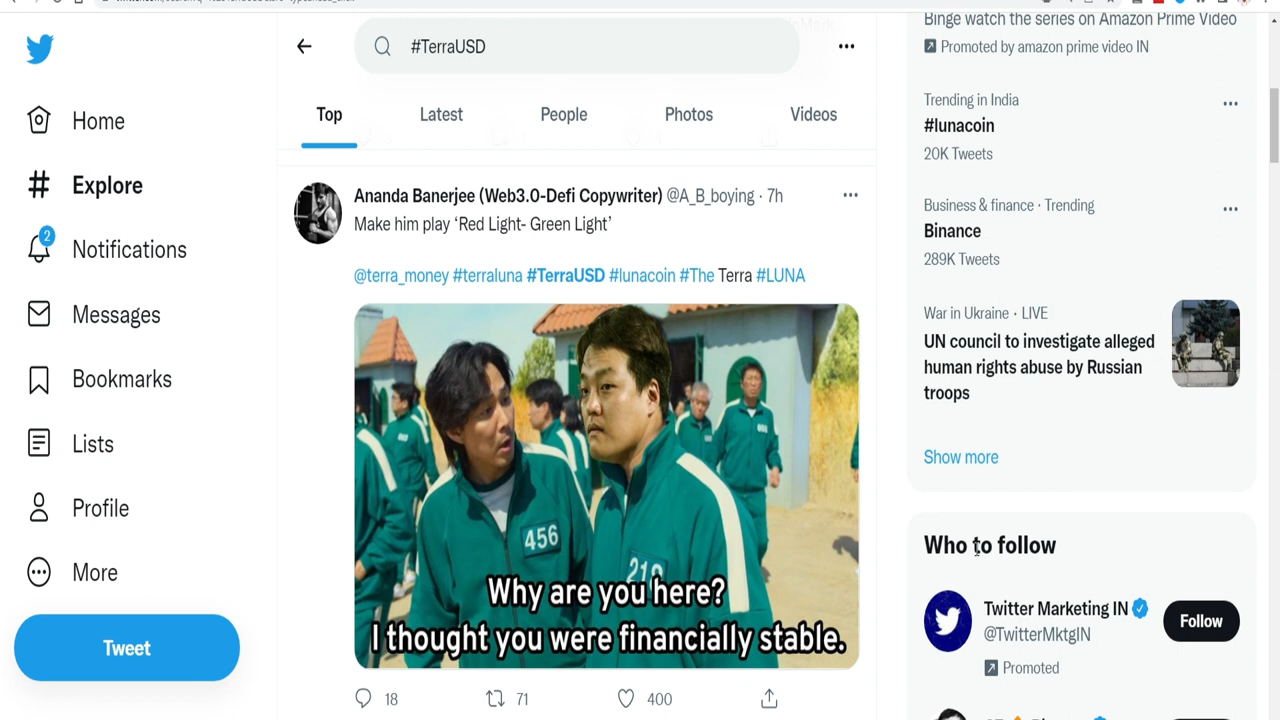 #TerraUSD
Top
Latest
People
Photos
Videos
Home
Explore
2
Notifications
Messages
Bookmarks
Lists
Profile
More
Tweet
Ananda Banerjee (Web3.0-Defi Copywriter) @A_B_boying · 7h
Make him play ‘Red Light- Green Light’
@terra_money #terraluna #TerraUSD #lunacoin #The Terra #LUNA
456
Why are you here?
I thought you were financially stable.
18
71
400
Binge watch the series on Amazon Prime Video
Promoted by amazon prime video IN
Trending in India
#lunacoin
20K Tweets
Business & finance · Trending
Binance
289K Tweets
War in Ukraine · LIVE
UN council to investigate alleged
human rights abuse by Russian
troops
Show more
Who to follow
Twitter Marketing IN
@TwitterMktgIN
Follow
Promoted